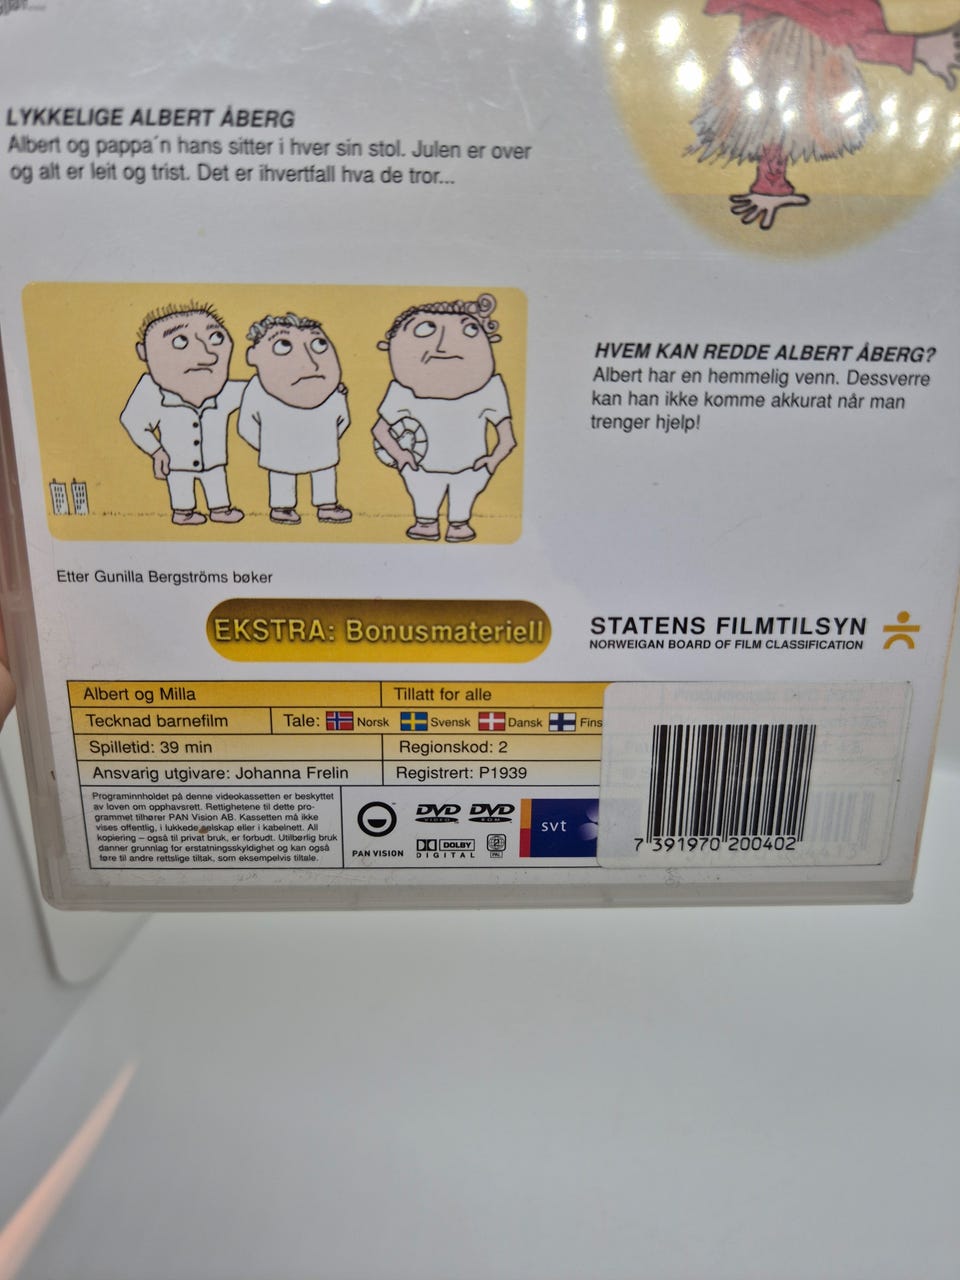 LYKKELIGE ALBERT ÅBERG
Albert og pappa´n hans sitter i hver sin stol. Julen er over
og alt er leit og trist. Det er ihvertfall hva de tror...
HVEM KAN REDDE ALBERT ÅBERG?
Albert har en hemmelig venn. Dessverre
kan han ikke komme akkurat når man
trenger hjelp!
Etter Gunilla Bergströms bøker
EKSTRA: Bonusmateriell
STATENS FILMTILSYN
NORWEIGAN BOARD OF FILM CLASSIFICATION
Albert og Milla
Tillatt for alle
Tecknad barnefilm
Tale: Norsk Svensk Dansk Fins
Spilletid: 39 min
Regionskod: 2
Ansvarig utgivare: Johanna Frelin
Registrert: P1939
Programinnholdet på denne videokassetten er beskyttet
av loven om opphavsrett. Rettighetene til dette pro-
grammet tilhører PAN Vision AB. Kassetten må ikke
vises offentlig, i lukkede selskap eller i kabelnett. All
kopiering – også til privat bruk, er forbudt. Utilbørlig bruk
danner grunnlag for erstatningsskyldighet og kan også
føre til andre rettslige tiltak, som eksempelvis tiltale.
PAN VISION
DVD VIDEO
DVD ROM
DOLBY
DIGITAL
2
PAL
svt
7 391970 200402